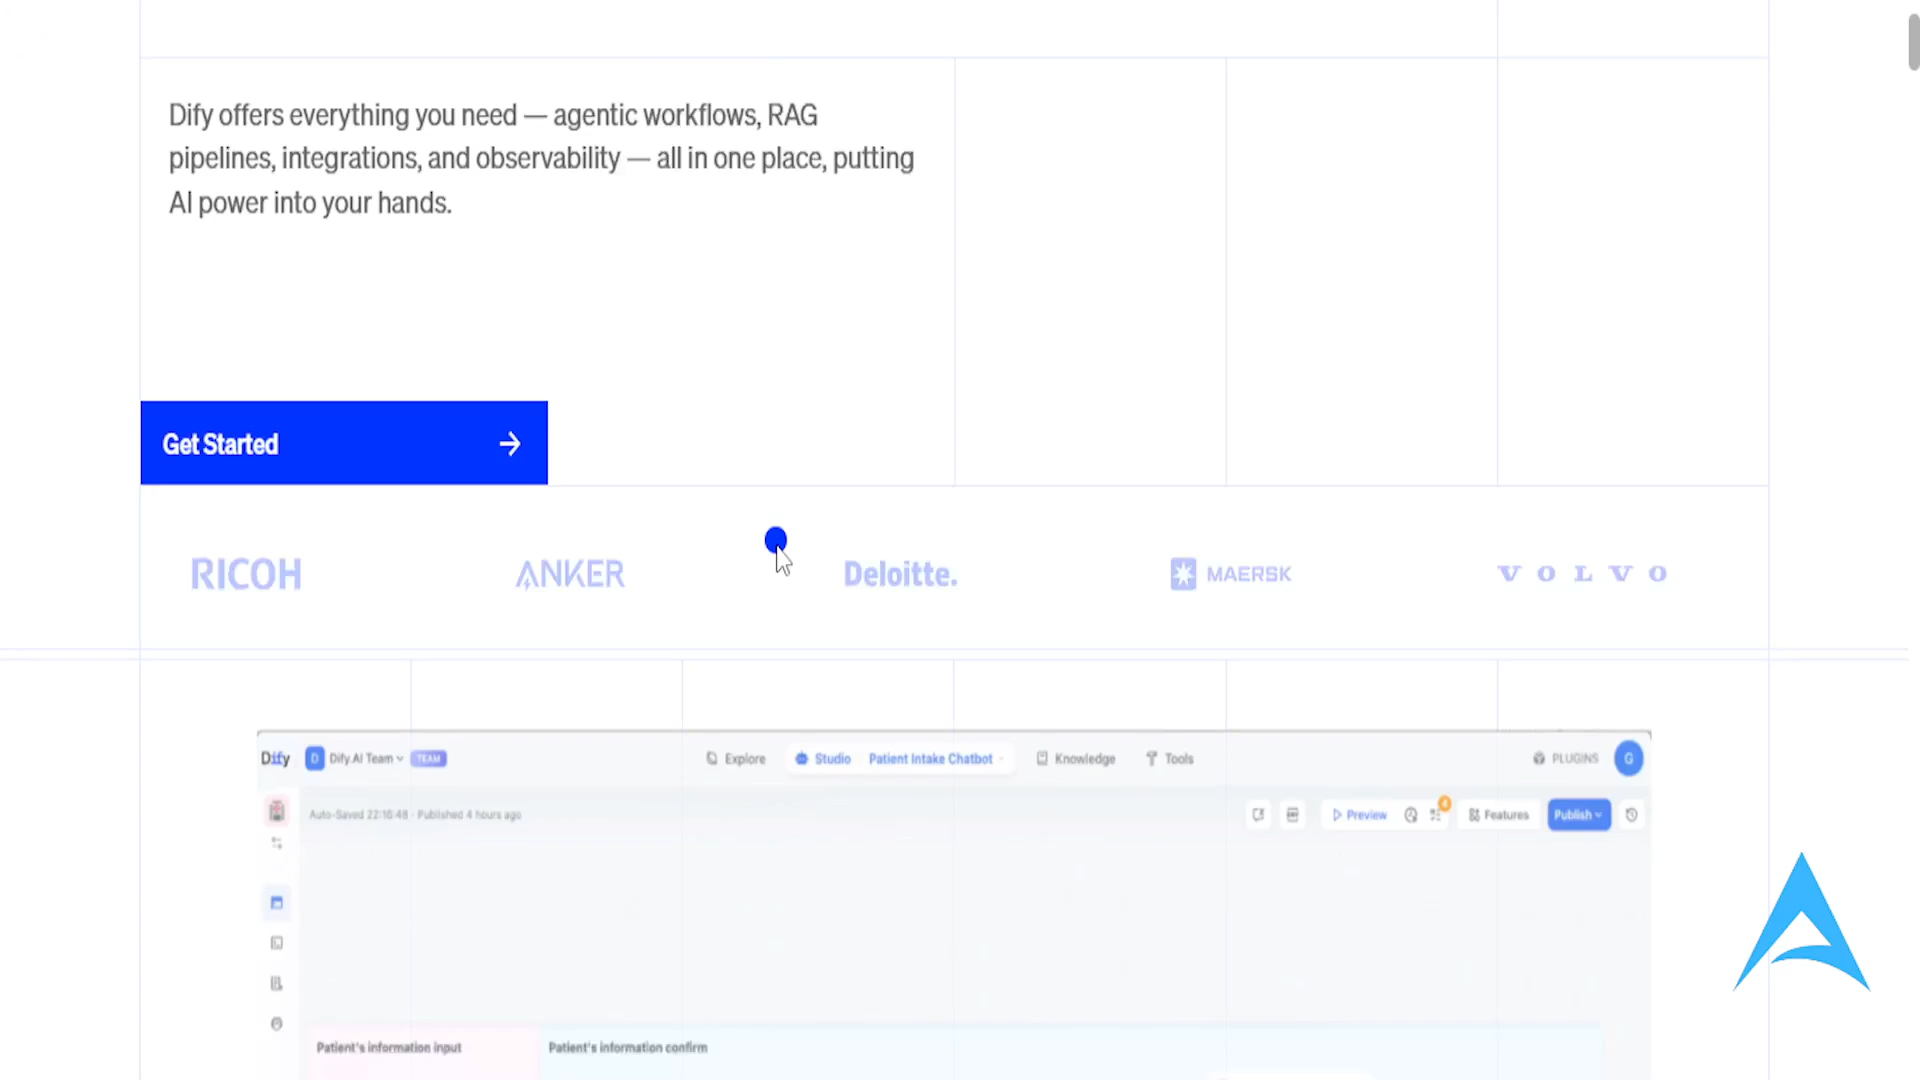 Dify offers everything you need — agentic workflows, RAG
pipelines, integrations, and observability — all in one place, putting
AI power into your hands.
Get Started
RICOH
ANKER
Deloitte.
MAERSK
VOLVO
Dify
D
Dify.AI Team
TEAM
Explore
Studio
Patient Intake Chatbot
Knowledge
Tools
PLUGINS
G
Auto-Saved 22:16:48 · Published 4 hours ago
Preview
4
Features
Publish
Patient's information input
Patient's information confirm